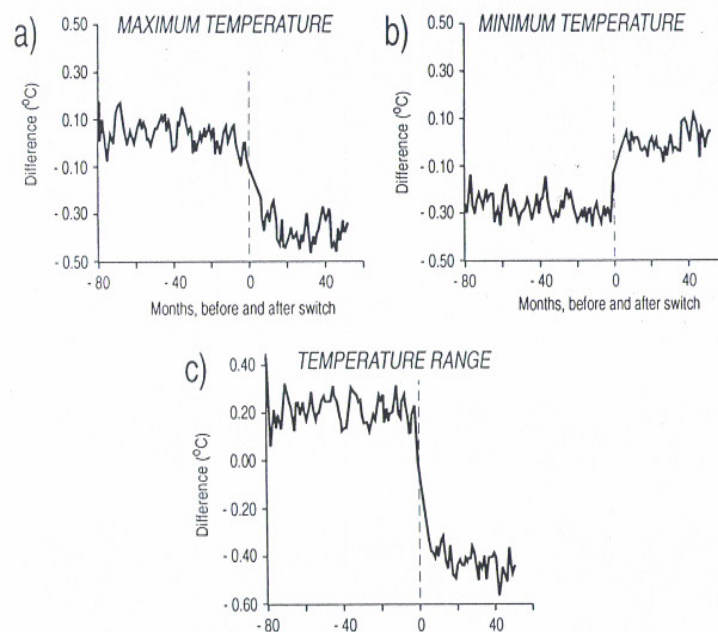 a)
MAXIMUM TEMPERATURE
0.50
0.30
0.10
- 0.10
- 0.30
- 0.50
Difference (°C)
- 80
- 40
0
40
Months, before and after switch
b)
MINIMUM TEMPERATURE
0.50
0.30
0.10
- 0.10
- 0.30
- 0.50
Difference (°C)
- 80
- 40
0
40
Months, before and after switch
c)
TEMPERATURE RANGE
0.40
0.20
0.00
- 0.20
- 0.40
- 0.60
Difference (°C)
- 80
- 40
0
40